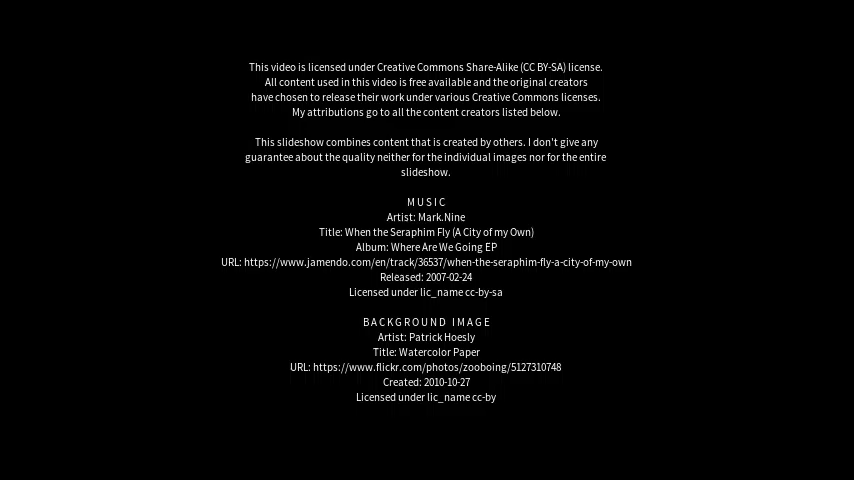 This video is licensed under Creative Commons Share-Alike (CC BY-SA) license.
All content used in this video is free available and the original creators
have chosen to release their work under various Creative Commons licenses.
My attributions go to all the content creators listed below.
This slideshow combines content that is created by others. I don't give any
guarantee about the quality neither for the individual images nor for the entire
slideshow.
MUSIC
Artist: Mark.Nine
Title: When the Seraphim Fly (A City of my Own)
Album: Where Are We Going EP
URL: https://www.jamendo.com/en/track/36537/when-the-seraphim-fly-a-city-of-my-own
Released: 2007-02-24
Licensed under lic_name cc-by-sa
BACKGROUND IMAGE
Artist: Patrick Hoesly
Title: Watercolor Paper
URL: https://www.flickr.com/photos/zooboing/5127310748
Created: 2010-10-27
Licensed under lic_name cc-by